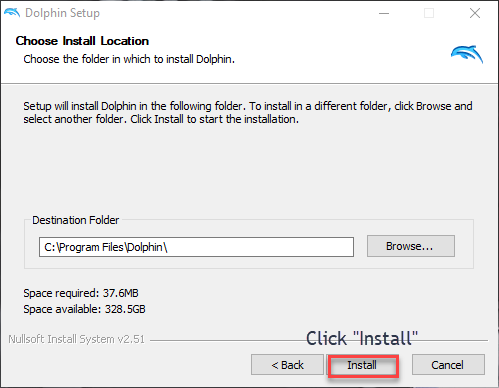 Dolphin Setup
Choose Install Location
Choose the folder in which to install Dolphin.
Setup will install Dolphin in the following folder. To install in a different folder, click Browse and
select another folder. Click Install to start the installation.
Destination Folder
C:\Program Files\Dolphin\
Browse...
Space required: 37.6MB
Space available: 328.5GB
Nullsoft Install System v2.51
Click "Install"
< Back
Install
Cancel